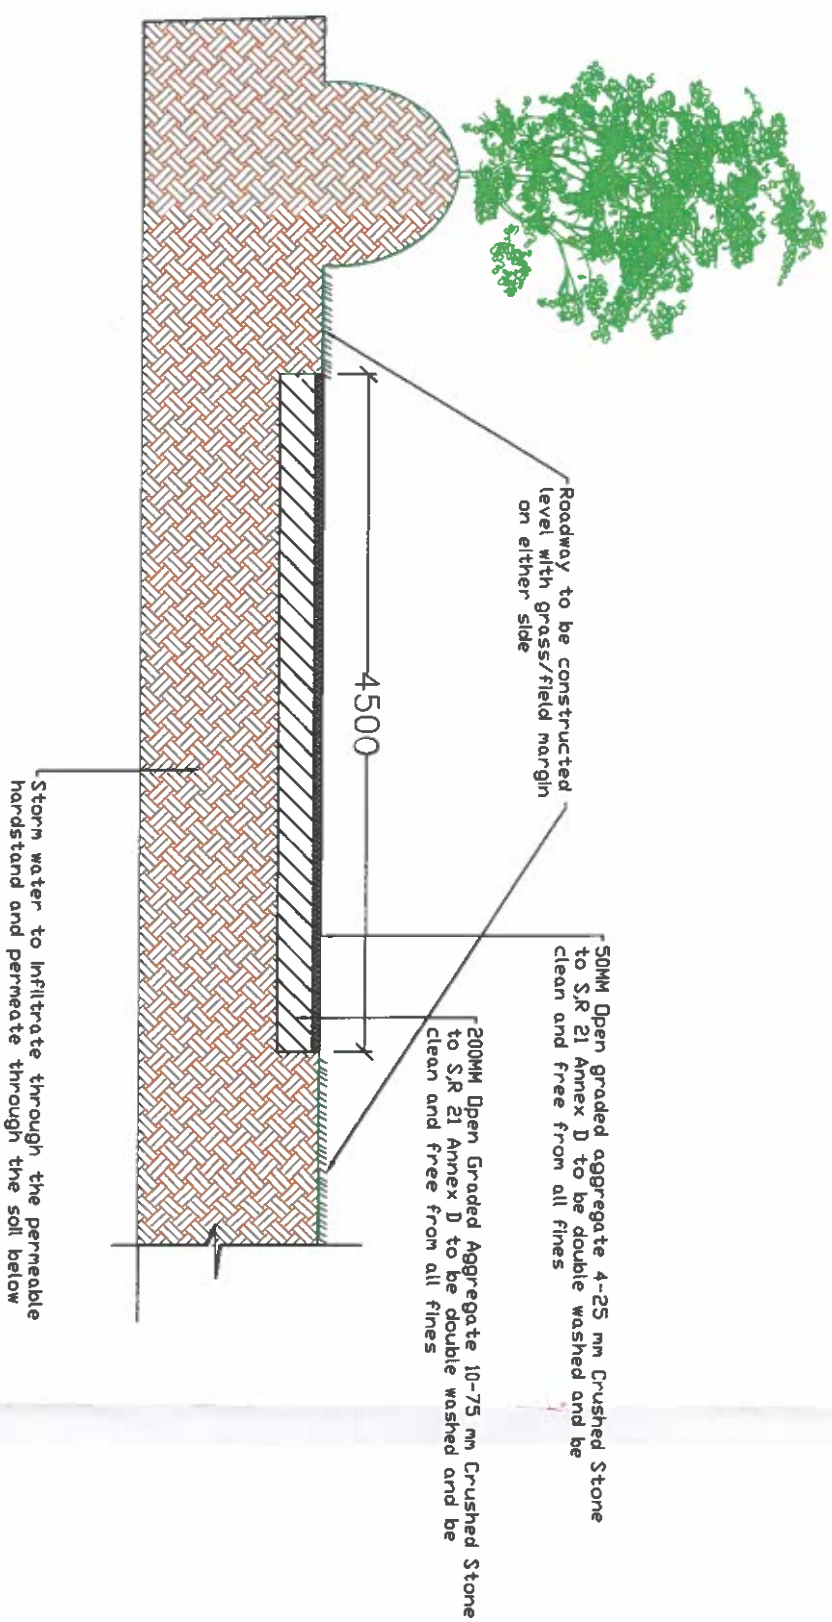 Roadway to be constructed
level with grass/field margin
on either side
50MM Open graded aggregate 4-25 mm Crushed Stone
to S,R 21 Annex D to be double washed and be
clean and free from all fines
200MM Open Graded Aggregate 10-75 mm Crushed Stone
to S,R 21 Annex D to be double washed and be
clean and free from all fines
4500
Storm water to infiltrate through the permeable
hardstand and permeate through the soil below